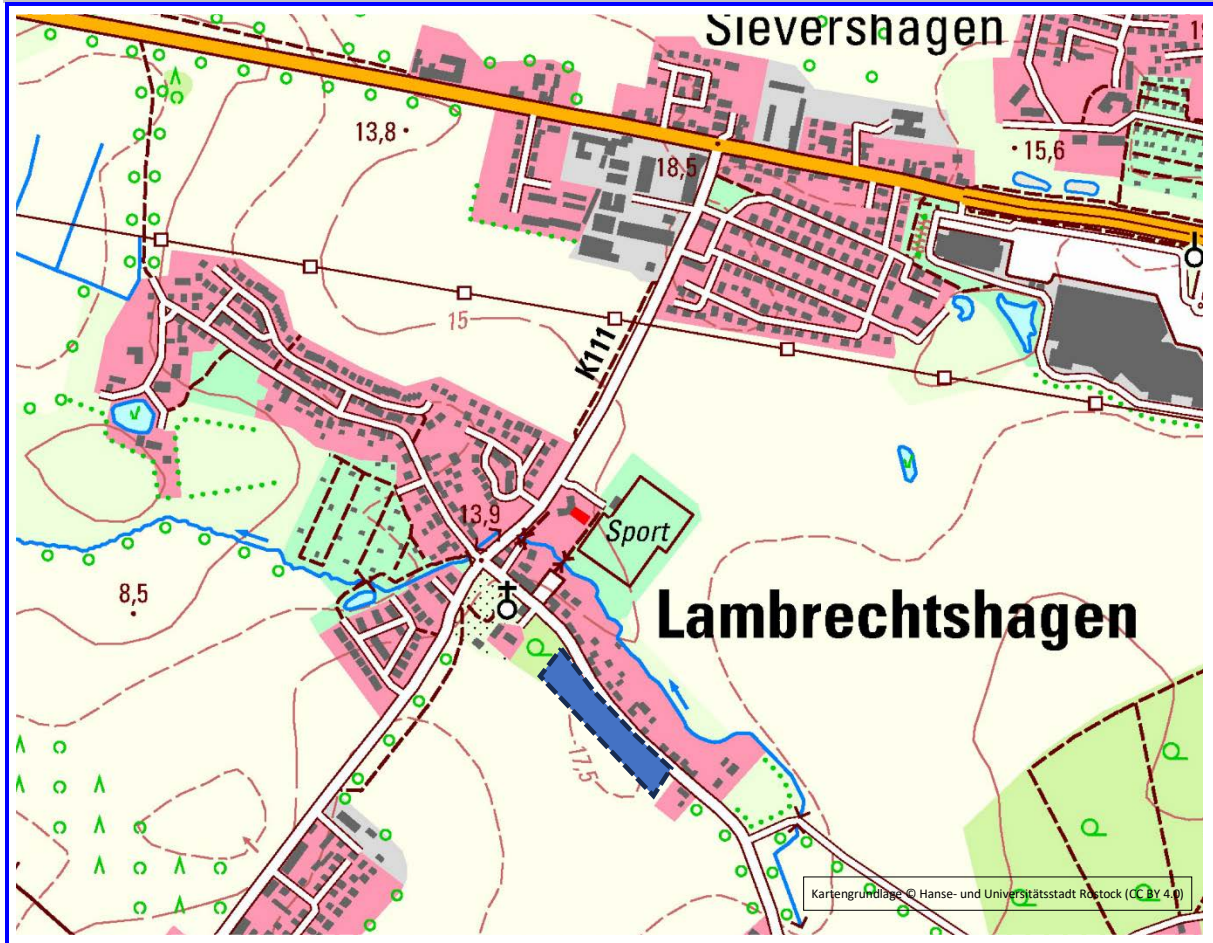 Sievershagen
13,8
18,5
15,6
15
K111
13,9
Sport
8,5
Lambrechtshagen
17,5
Kartengrundlage © Hanse- und Universitätsstadt Rostock (CC BY 4.0)